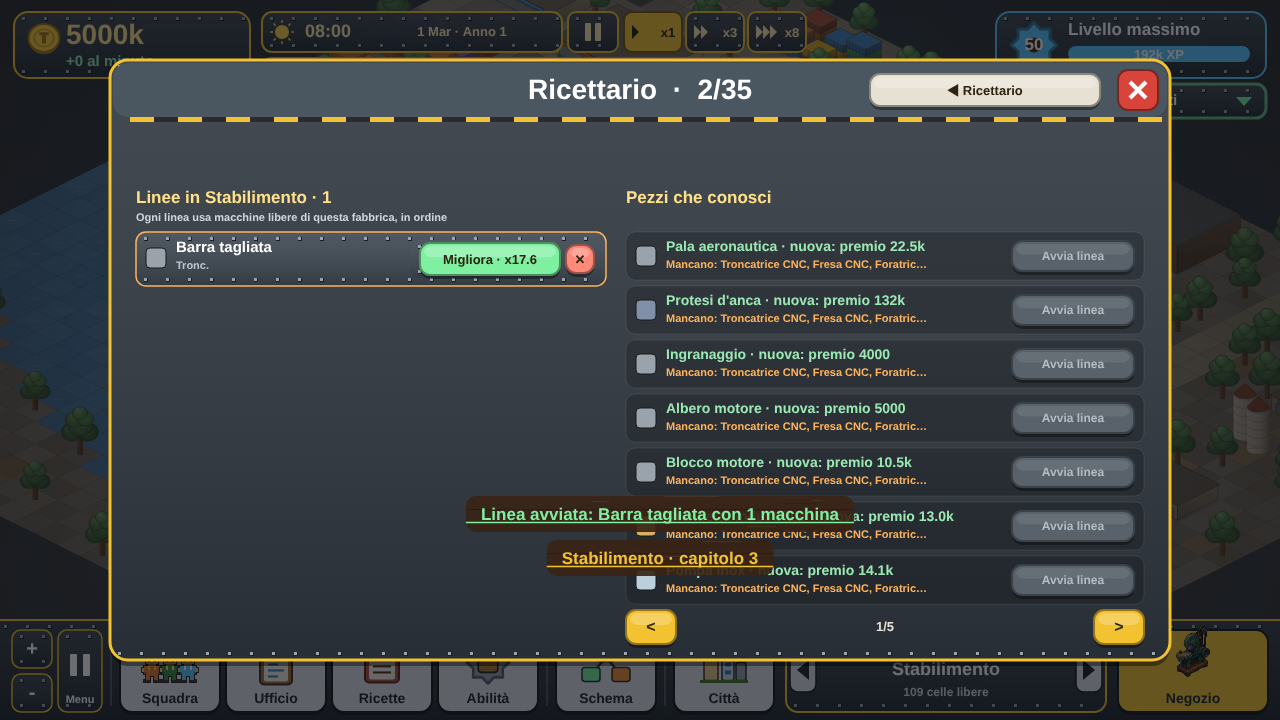 5000k
+0 al minuto
08:00
1 Mar · Anno 1
x1
x3
x8
50
Livello massimo
192k XP
Ricettario · 2/35
Ricettario
Linee in Stabilimento · 1
Ogni linea usa macchine libere di questa fabbrica, in ordine
Barra tagliata
Tronc.
Migliora · x17.6
Pezzi che conosci
Pala aeronautica · nuova: premio 22.5k
Mancano: Troncatrice CNC, Fresa CNC, Foratric…
Avvia linea
Protesi d'anca · nuova: premio 132k
Mancano: Troncatrice CNC, Fresa CNC, Foratric…
Avvia linea
Ingranaggio · nuova: premio 4000
Mancano: Troncatrice CNC, Fresa CNC, Foratric…
Avvia linea
Albero motore · nuova: premio 5000
Mancano: Troncatrice CNC, Fresa CNC, Foratric…
Avvia linea
Blocco motore · nuova: premio 10.5k
Mancano: Troncatrice CNC, Fresa CNC, Foratric…
Avvia linea
premio 13.0k
Mancano: Troncatrice CNC, Fresa CNC, Foratric…
Avvia linea
Linea avviata: Barra tagliata con 1 macchina
Stabilimento · capitolo 3
Pompa inox · nuova: premio 14.1k
Mancano: Troncatrice CNC, Fresa CNC, Foratric…
Avvia linea
<
1/5
>
+
-
Menu
Squadra
Ufficio
Ricette
Abilità
Schema
Città
Stabilimento
109 celle libere
Negozio